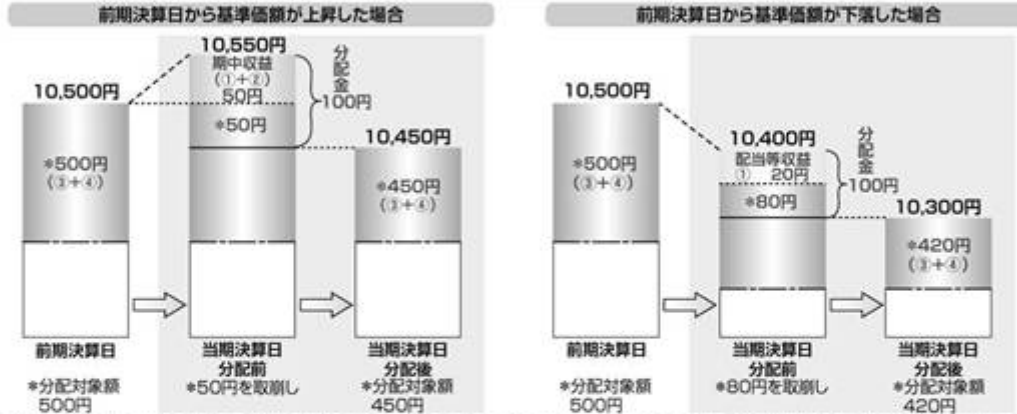 前期決算日から基準価額が上昇した場合
10,550円
期中収益
(①+②)
50円
*50円
分配金
100円
10,500円
*500円
(③+④)
10,450円
*450円
(③+④)
前期決算日
*分配対象額
500円
当期決算日
分配前
*50円を取崩し
当期決算日
分配後
*分配対象額
450円
前期決算日から基準価額が下落した場合
10,500円
*500円
(③+④)
10,400円
配当等収益
① 20円
*80円
分配金
100円
10,300円
*420円
(③+④)
前期決算日
*分配対象額
500円
当期決算日
分配前
*80円を取崩し
当期決算日
分配後
*分配対象額
420円